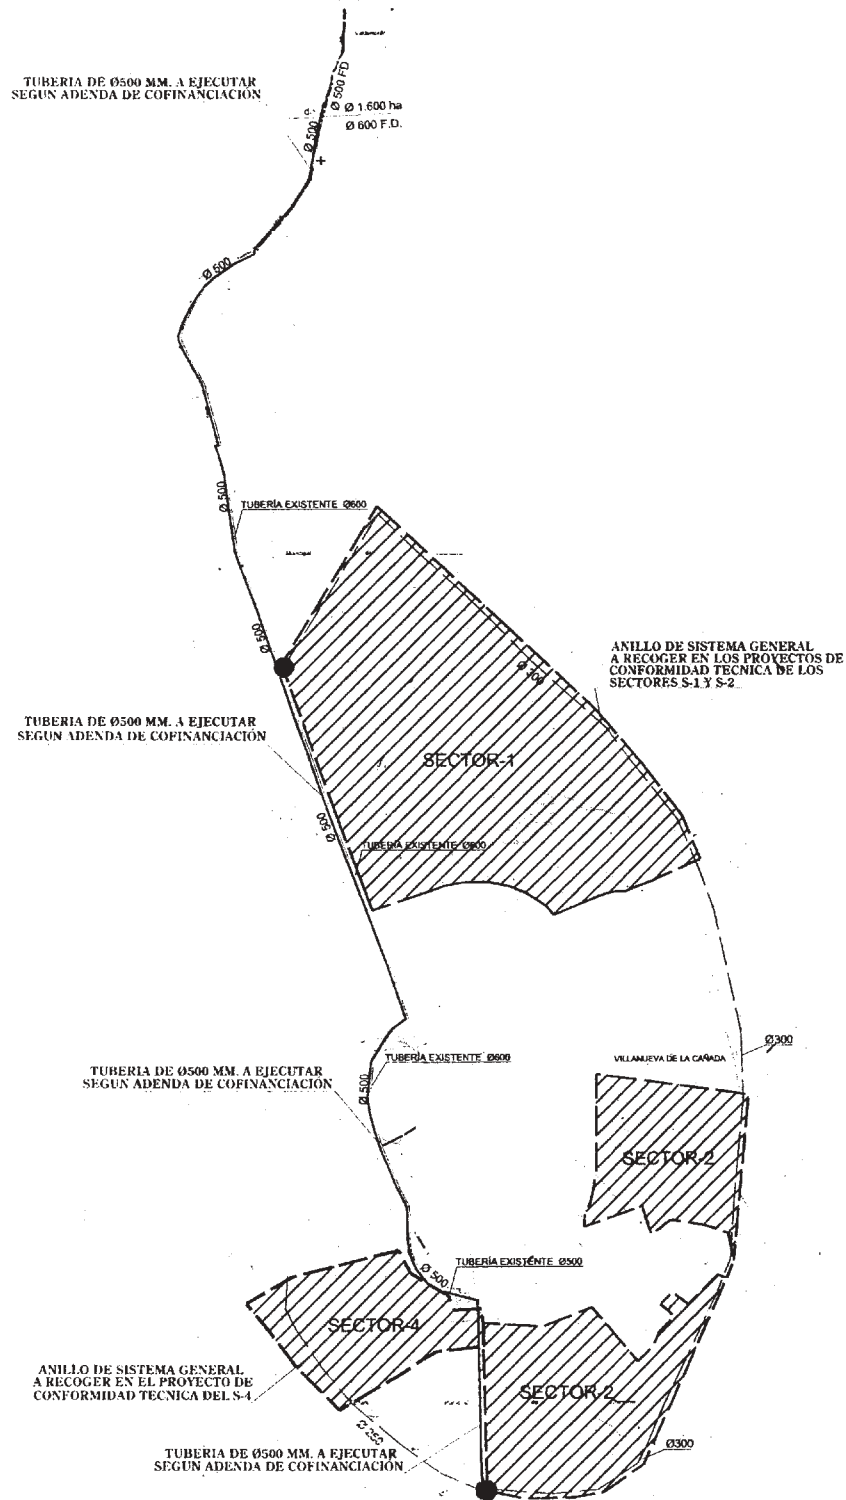 Ø 500 FD
TUBERIA DE Ø500 MM. A EJECUTAR
SEGUN ADENDA DE COFINANCIACIÓN
Ø 1.600 ha
Ø 600 F.D.
Ø 500
Ø 500
Ø 500
TUBERÍA EXISTENTE Ø600
Municipal
Ø 500
ANILLO DE SISTEMA GENERAL
A RECOGER EN LOS PROYECTOS DE
CONFORMIDAD TECNICA DE LOS
SECTORES S-1 Y S-2
Ø 300
TUBERIA DE Ø500 MM. A EJECUTAR
SEGUN ADENDA DE COFINANCIACIÓN
SECTOR-1
Ø 500
TUBERÍA EXISTENTE Ø600
Ø300
TUBERÍA EXISTENTE Ø600
VILLANUEVA DE LA CAÑADA
TUBERIA DE Ø500 MM. A EJECUTAR
SEGUN ADENDA DE COFINANCIACIÓN
Ø 500
SECTOR-2
TUBERÍA EXISTENTE Ø500
Ø 500
SECTOR-4
ANILLO DE SISTEMA GENERAL
A RECOGER EN EL PROYECTO DE
CONFORMIDAD TECNICA DEL S-4
SECTOR-2
Ø 250
Ø300
TUBERIA DE Ø500 MM. A EJECUTAR
SEGUN ADENDA DE COFINANCIACIÓN